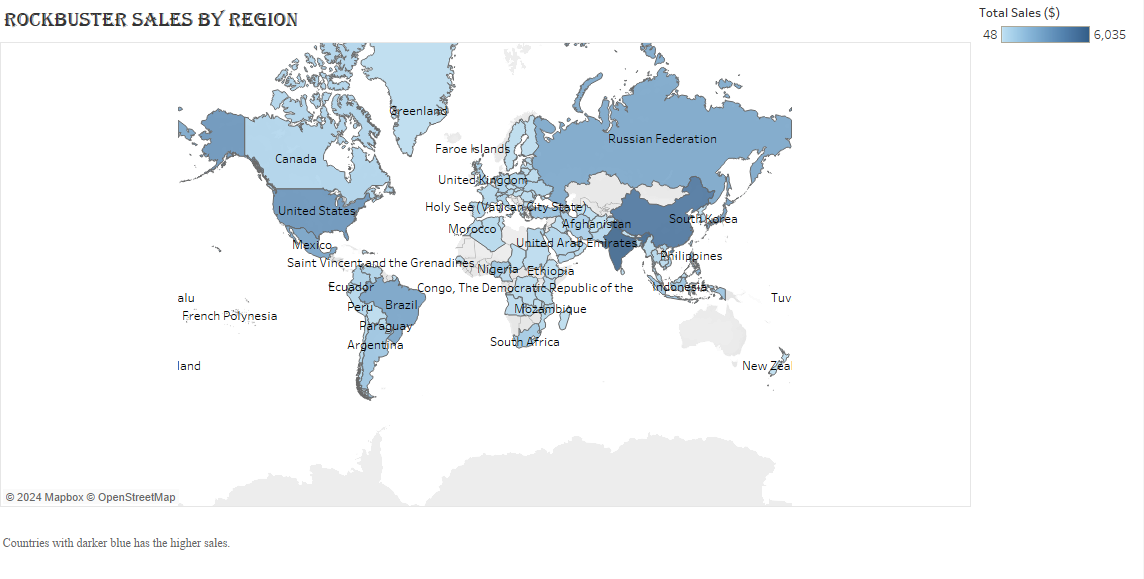 ROCKBUSTER SALES BY REGION
Total Sales ($)
48 6,035
Greenland
Faroe Islands
Russian Federation
Canada
United Kingdom
Holy See (Vatican City State)
United States
South Korea
Afghanistan
Morocco
Mexico
United Arab Emirates
Philippines
Saint Vincent and the Grenadines
Nigeria
Ethiopia
Ecuador
Congo, The Democratic Republic of the
Indonesia
alu
Tuv
Peru
Brazil
Mozambique
French Polynesia
Paraguay
Argentina
South Africa
land
New Zea
© 2024 Mapbox © OpenStreetMap
Countries with darker blue has the higher sales.